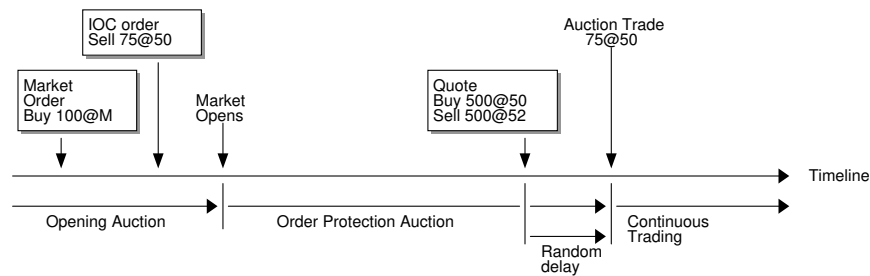 IOC order
Sell 75@50
Auction Trade
75@50
Market
Order
Buy 100@M
Market
Opens
Quote
Buy 500@50
Sell 500@52
Timeline
Opening Auction
Order Protection Auction
Continuous
Trading
Random
delay